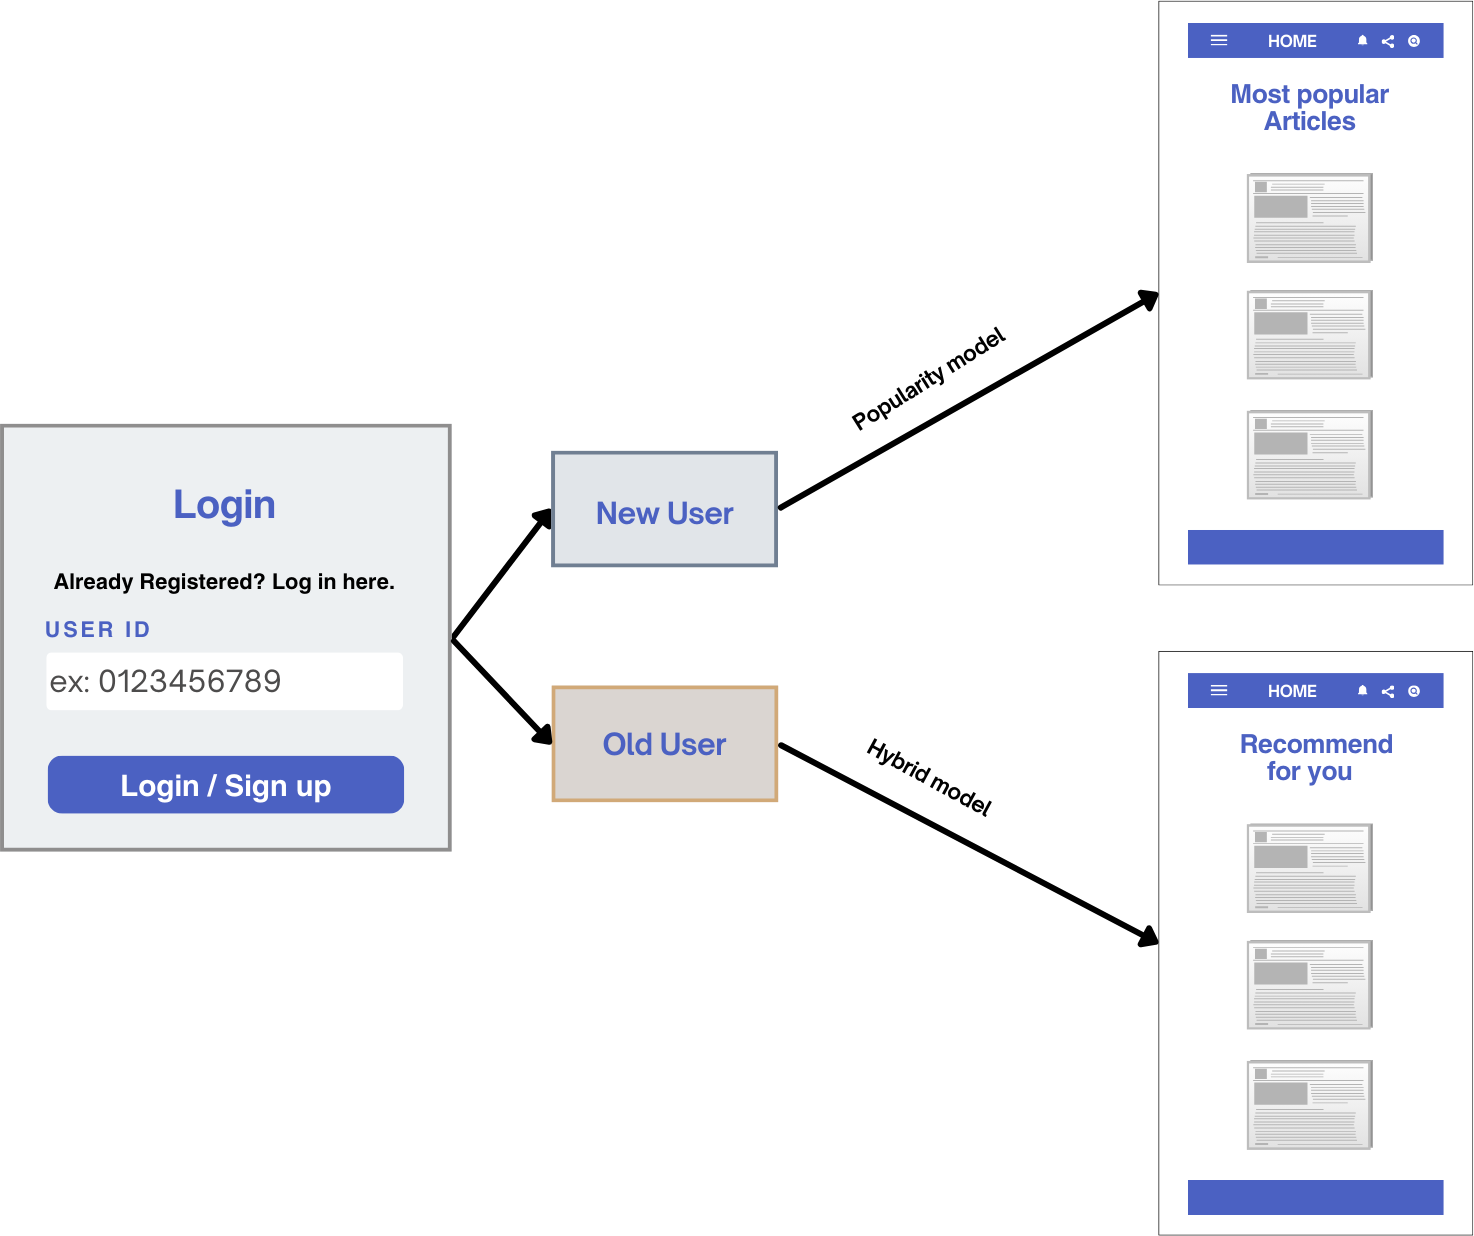 Login
Already Registered? Log in here.
USER ID
ex: 0123456789
Login / Sign up
New User
Old User
Popularity model
Hybrid model
HOME
Most popular
Articles
HOME
Recommend
for you